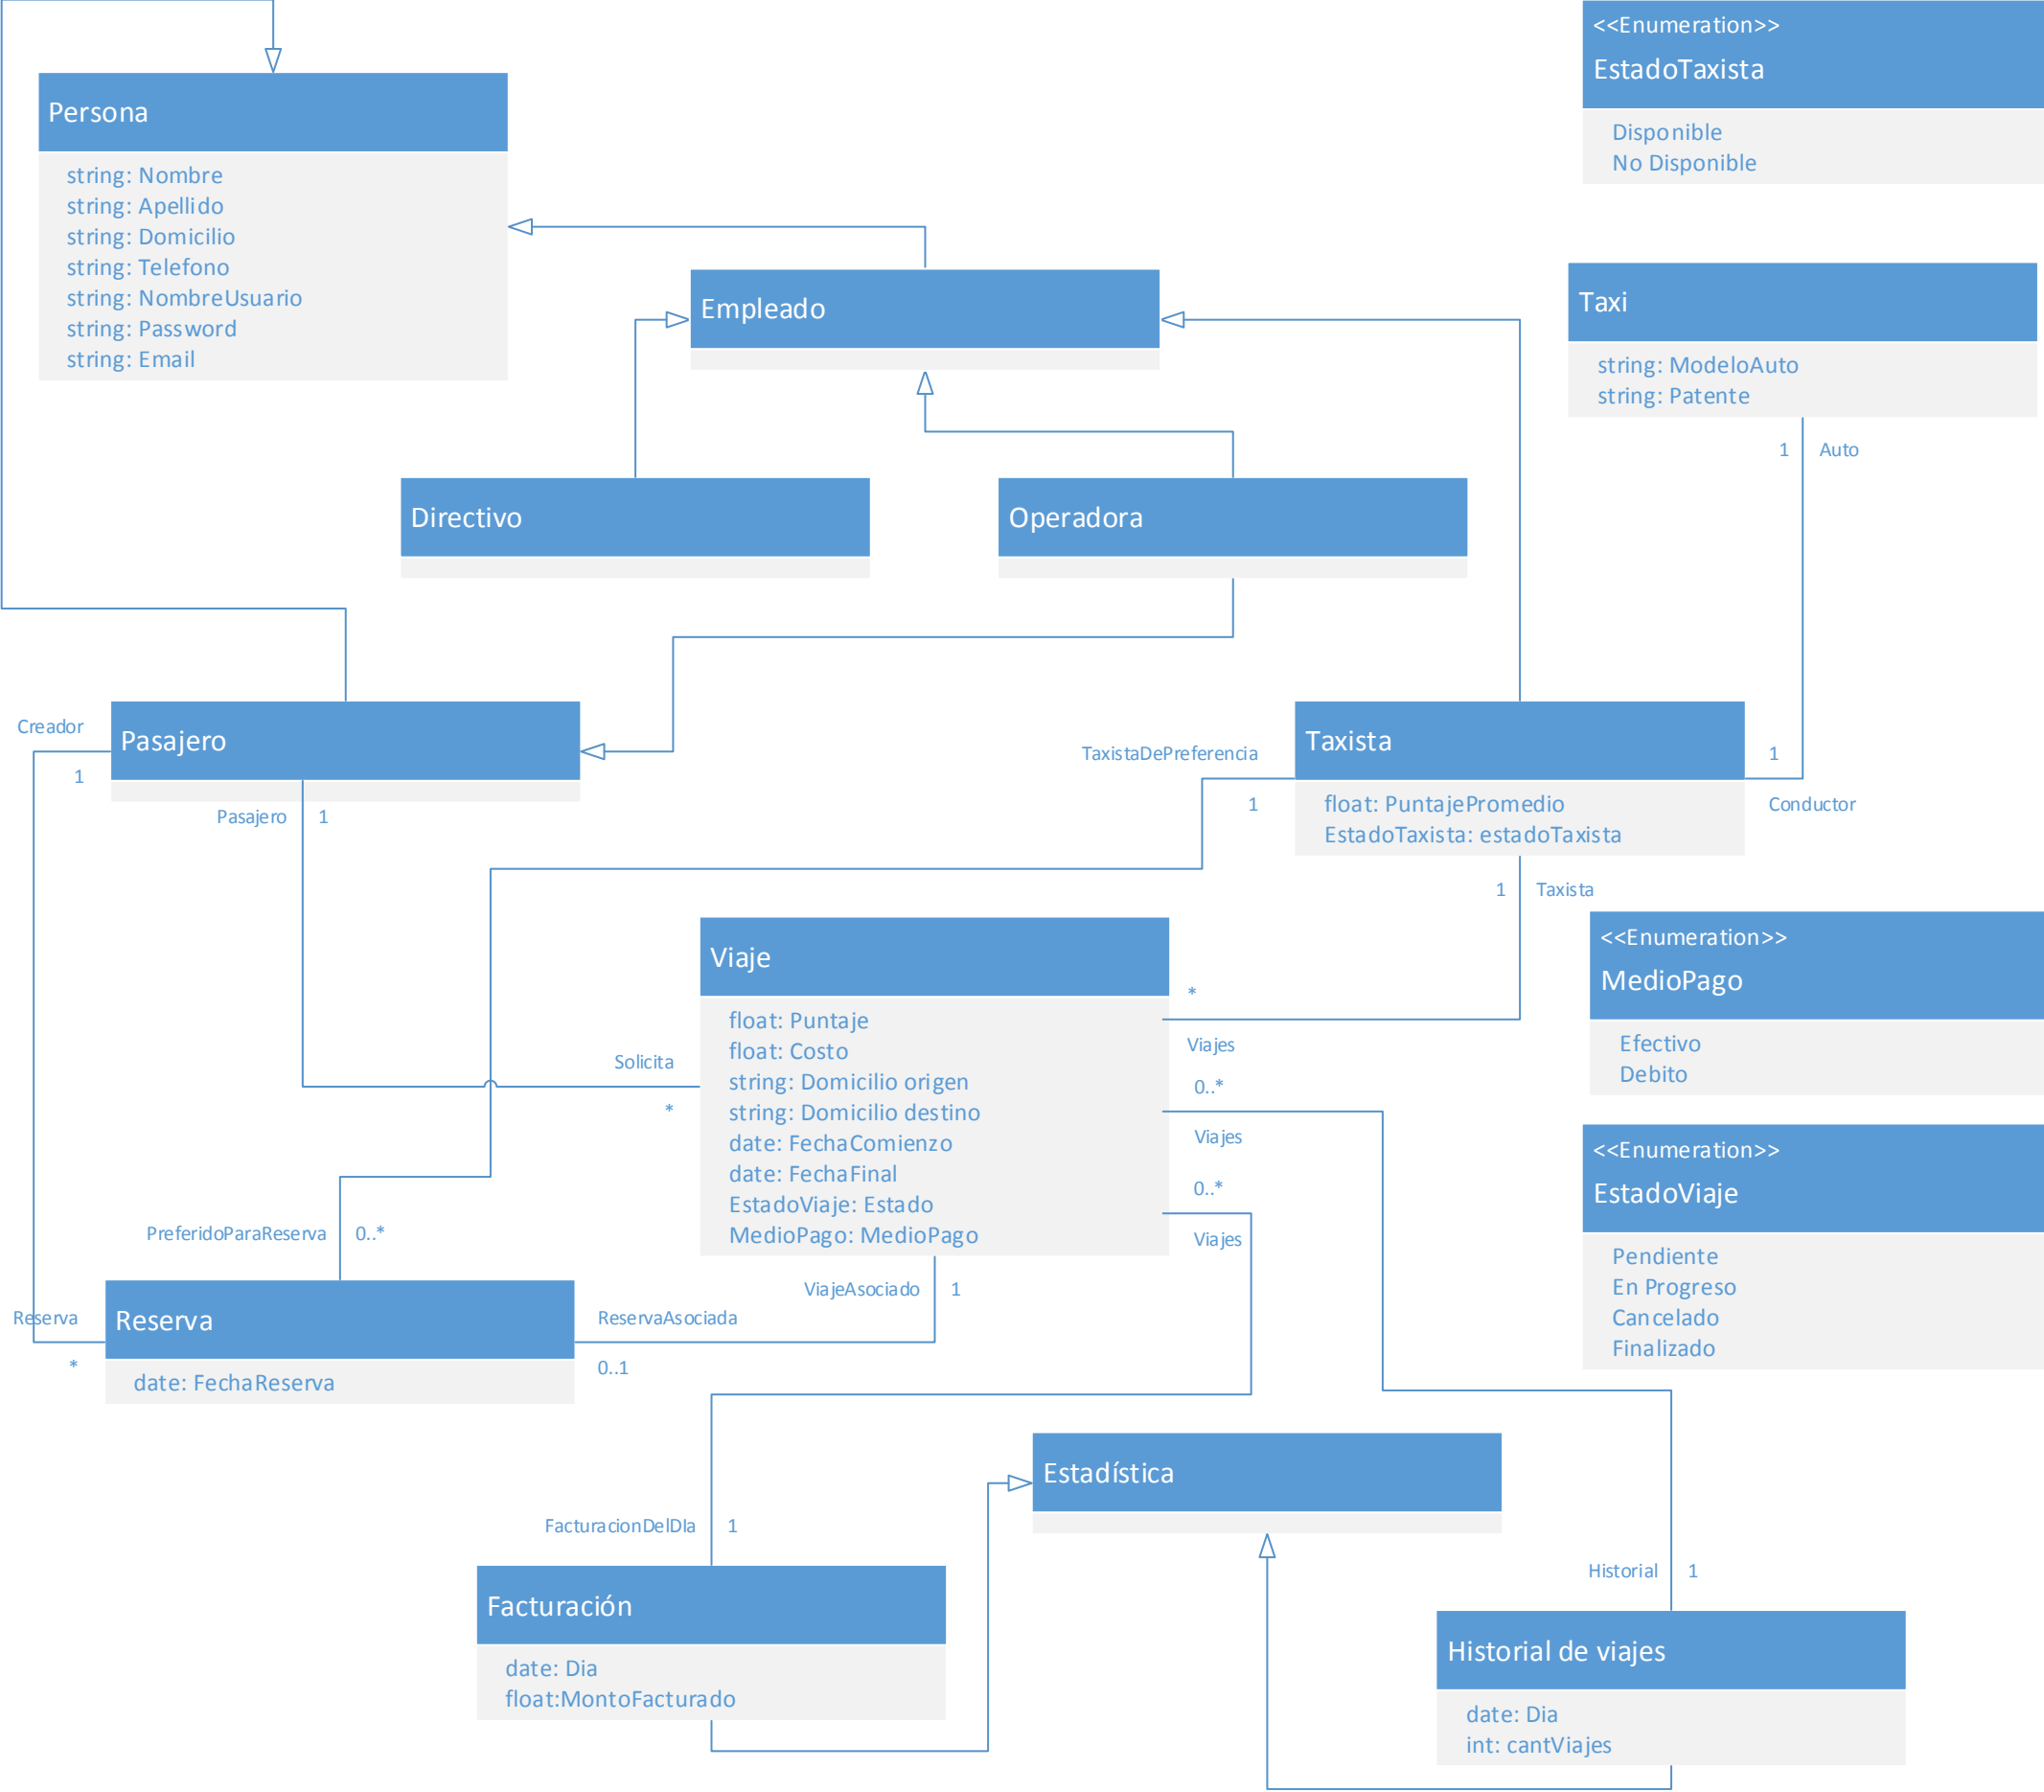 <<Enumeration>>
EstadoTaxista
Disponible
No Disponible
Persona
string: Nombre
string: Apellido
string: Domicilio
string: Telefono
string: NombreUsuario
string: Password
string: Email
Empleado
Taxi
string: ModeloAuto
string: Patente
1
Auto
Directivo
Operadora
Creador
1
Pasajero
Pasajero
1
TaxistaDePreferencia
1
Taxista
float: PuntajePromedio
EstadoTaxista: estadoTaxista
1
Conductor
1
Taxista
<<Enumeration>>
MedioPago
Efectivo
Debito
Viaje
float: Puntaje
float: Costo
string: Domicilio origen
string: Domicilio destino
date: FechaComienzo
date: FechaFinal
EstadoViaje: Estado
MedioPago: MedioPago
*
Viajes
0..*
Viajes
0..*
Viajes
Solicita
*
<<Enumeration>>
EstadoViaje
Pendiente
En Progreso
Cancelado
Finalizado
PreferidoParaReserva
0..*
ViajeAsociado
1
Reserva
*
Reserva
date: FechaReserva
ReservaAsociada
0..1
Estadística
FacturacionDelDIa
1
Facturación
date: Dia
float:MontoFacturado
Historial
1
Historial de viajes
date: Dia
int: cantViajes